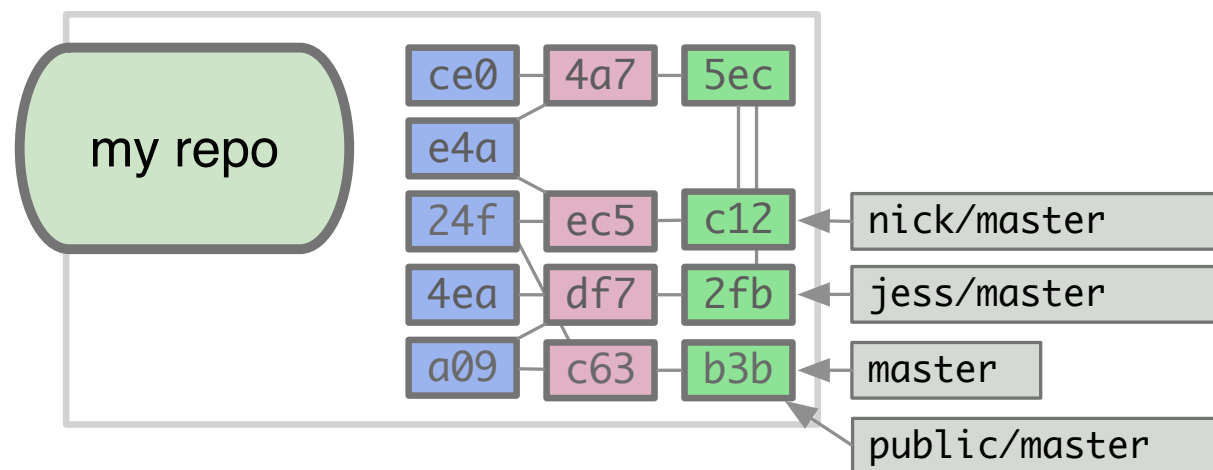 my repo
ce0 4a7 5ec
e4a
24f ec5 c12 nick/master
4ea df7 2fb jess/master
a09 c63 b3b master
public/master